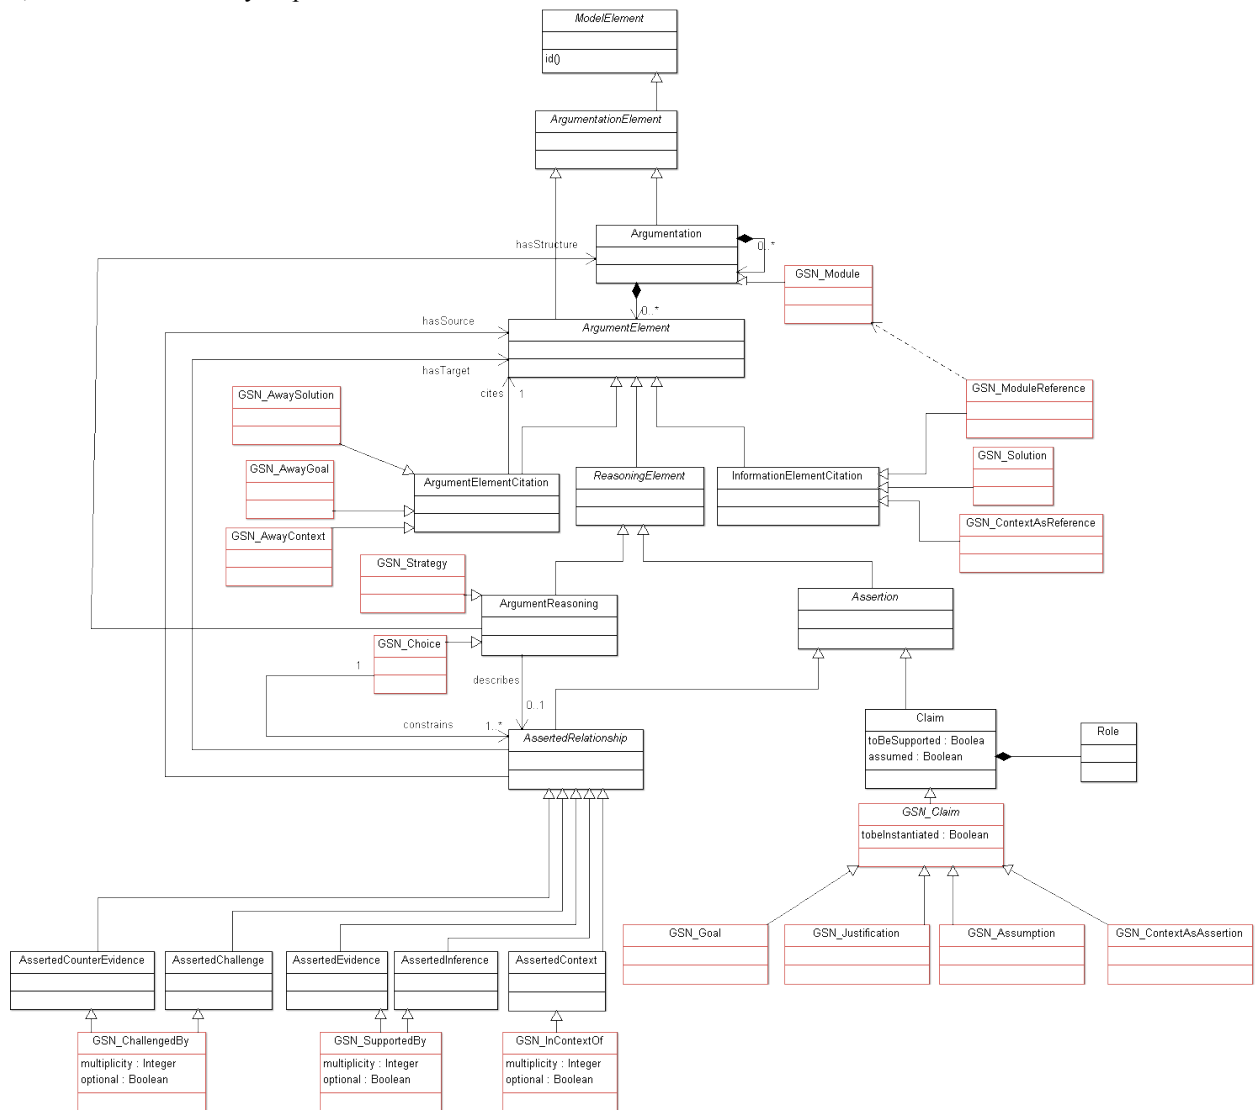 ModelElement
id()
ArgumentationElement
Argumentation
hasStructure
0..*
GSN_Module
0..*
hasSource
ArgumentElement
hasTarget
GSN_ModuleReference
GSN_AwaySolution
cites
1
GSN_Solution
GSN_AwayGoal
ArgumentElementCitation
ReasoningElement
InformationElementCitation
GSN_ContextAsReference
GSN_AwayContext
GSN_Strategy
ArgumentReasoning
Assertion
GSN_Choice
1
describes
0..1
constrains
1..*
AssertedRelationship
Claim
toBeSupported : Boolea
assumed : Boolean
Role
GSN_Claim
tobeInstantiated : Boolean
GSN_Goal
GSN_Justification
GSN_Assumption
GSN_ContextAsAssertion
AssertedCounterEvidence
AssertedChallenge
AssertedEvidence
AssertedInference
AssertedContext
GSN_ChallengedBy
multiplicity : Integer
optional : Boolean
GSN_SupportedBy
multiplicity : Integer
optional : Boolean
GSN_InContextOf
multiplicity : Integer
optional : Boolean